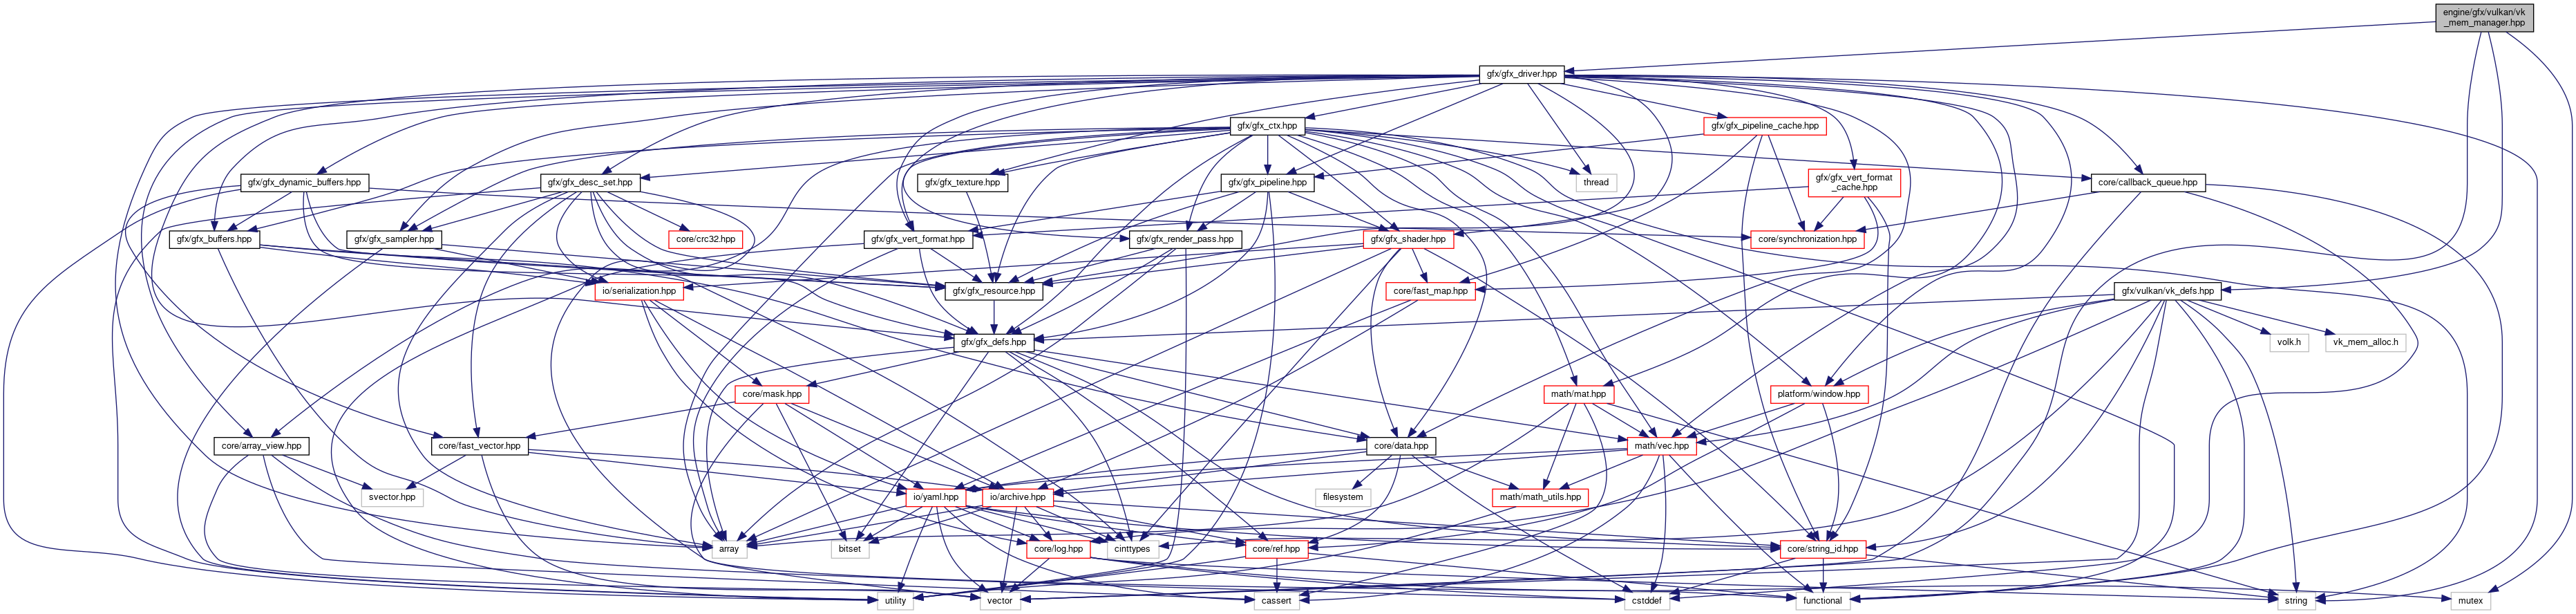 engine/gfx/vulkan/vk
_mem_manager.hpp
gfx/gfx_driver.hpp
gfx/gfx_ctx.hpp
gfx/gfx_pipeline_cache.hpp
gfx/gfx_dynamic_buffers.hpp
gfx/gfx_desc_set.hpp
gfx/gfx_texture.hpp
gfx/gfx_pipeline.hpp
thread
gfx/gfx_vert_format
_cache.hpp
core/callback_queue.hpp
gfx/gfx_buffers.hpp
gfx/gfx_sampler.hpp
core/crc32.hpp
gfx/gfx_vert_format.hpp
gfx/gfx_render_pass.hpp
gfx/gfx_shader.hpp
core/synchronization.hpp
io/serialization.hpp
gfx/gfx_resource.hpp
core/fast_map.hpp
gfx/vulkan/vk_defs.hpp
gfx/gfx_defs.hpp
volk.h
vk_mem_alloc.h
core/mask.hpp
math/mat.hpp
platform/window.hpp
core/array_view.hpp
core/fast_vector.hpp
core/data.hpp
math/vec.hpp
svector.hpp
io/yaml.hpp
io/archive.hpp
filesystem
math/math_utils.hpp
array
bitset
core/log.hpp
cinttypes
core/ref.hpp
core/string_id.hpp
utility
vector
cassert
cstddef
functional
string
mutex